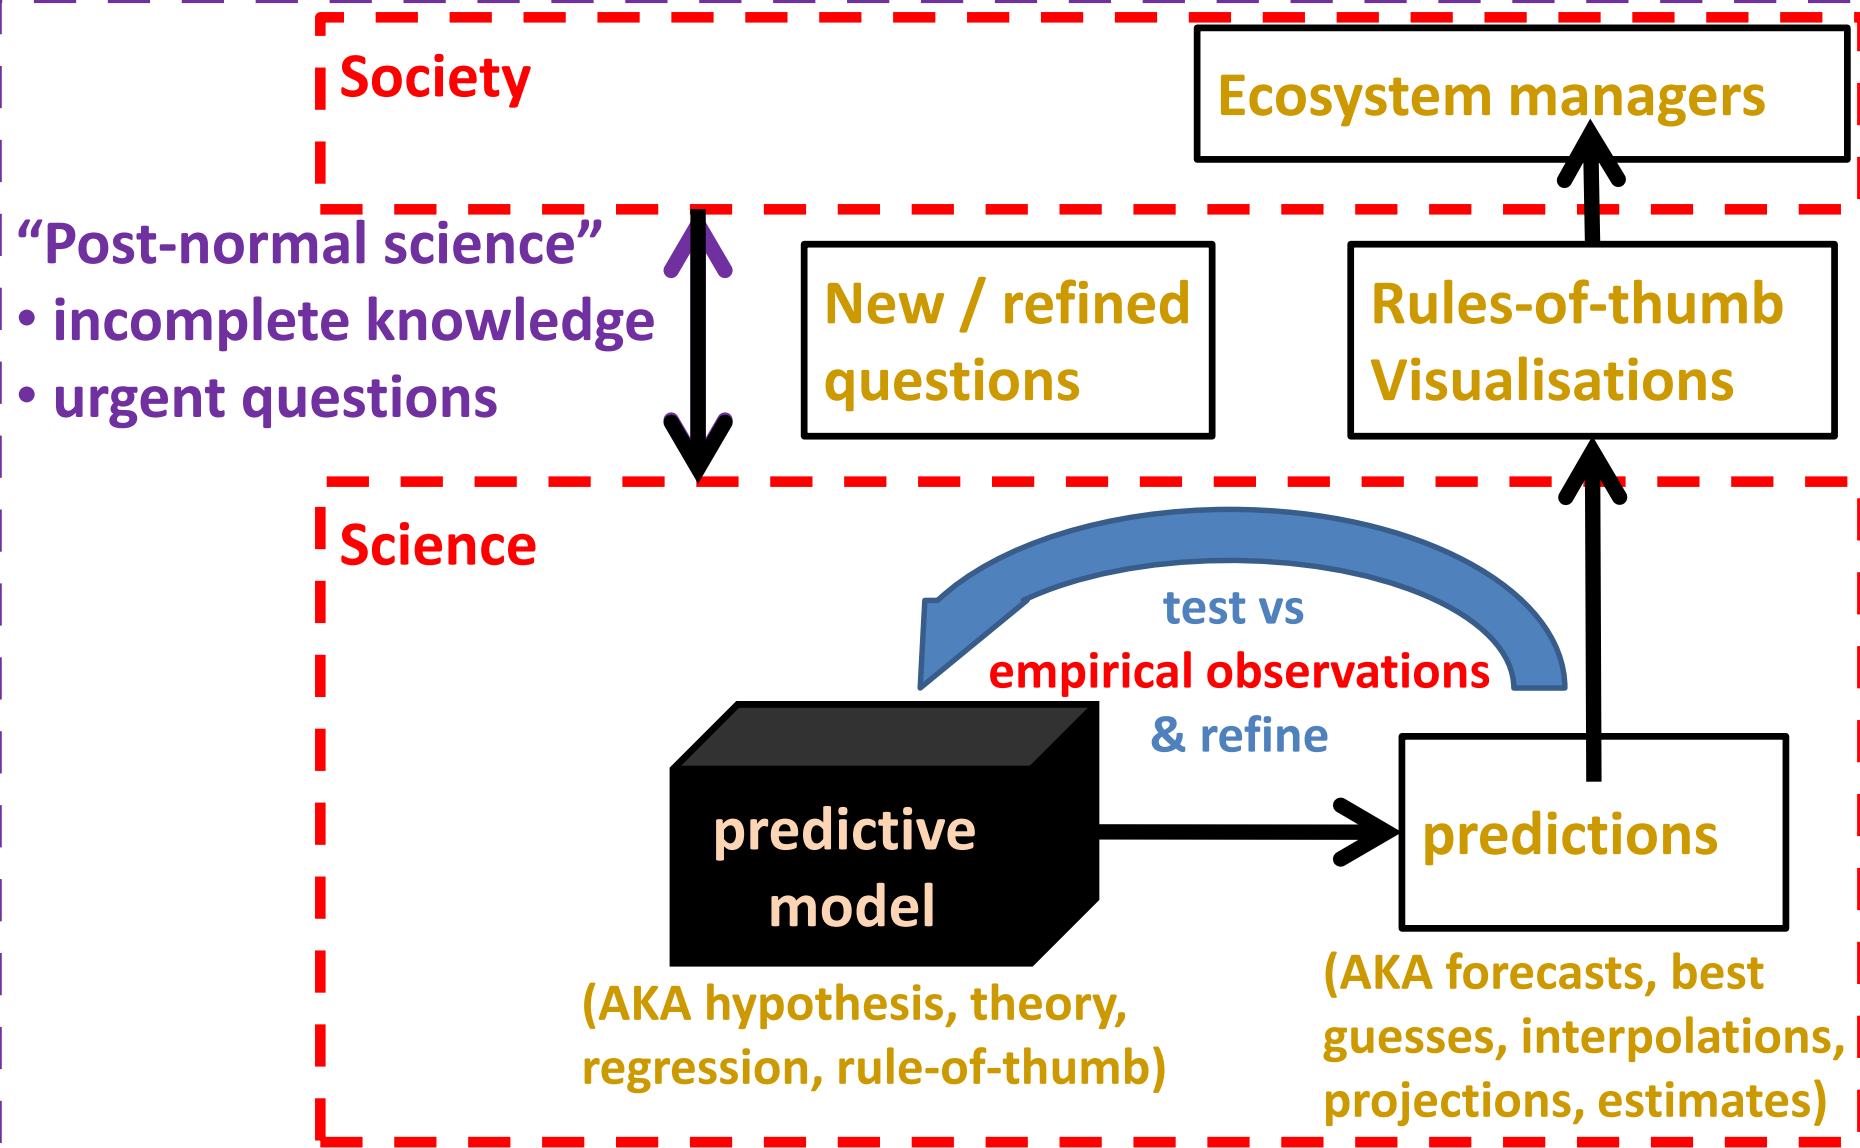 Society
Ecosystem managers
“Post-normal science”
• incomplete knowledge
• urgent questions
New / refined
questions
Rules-of-thumb
Visualisations
Science
test vs
empirical observations
& refine
predictive
model
predictions
(AKA hypothesis, theory,
regression, rule-of-thumb)
(AKA forecasts, best
guesses, interpolations,
projections, estimates)